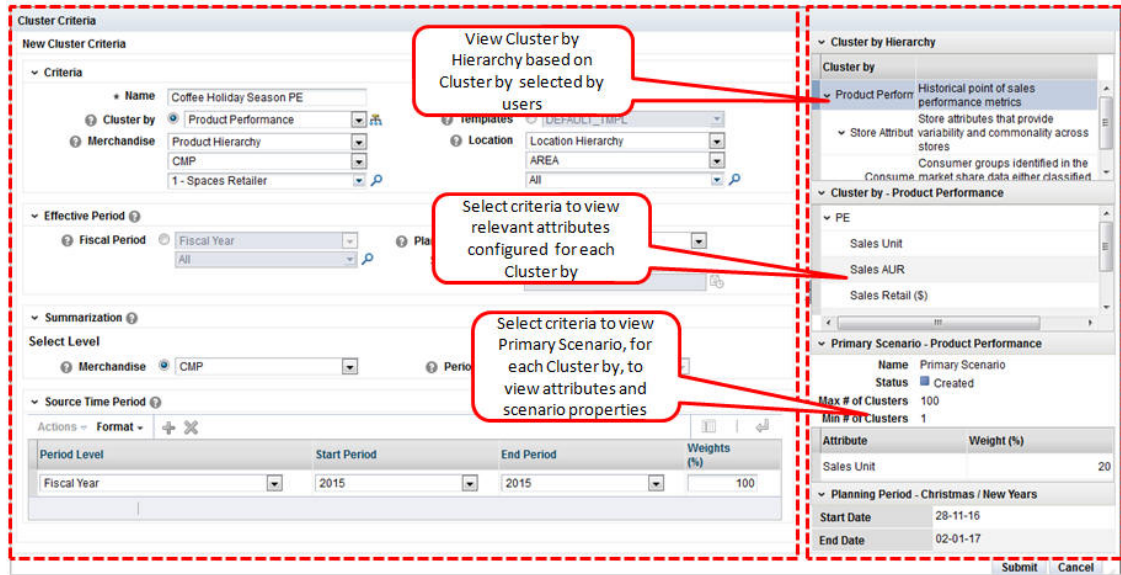 Cluster Criteria
New Cluster Criteria
Criteria
* Name Coffee Holiday Season PE
Cluster by Product Performance
Templates DEFAULT_TMPL
Merchandise Product Hierarchy
CMP
1 - Spaces Retailer
Location Location Hierarchy
AREA
All
Effective Period
Fiscal Period Fiscal Year
All
Pla
Summarization
Select Level
Merchandise CMP
Perio
Source Time Period
Actions Format
Period Level Start Period End Period Weights (%)
Fiscal Year 2015 2015 100
View Cluster by
Hierarchy based on
Cluster by selected by
users
Select criteria to view
relevant attributes
configured for each
Cluster by
Select criteria to view
Primary Scenario, for
each Cluster by, to
view attributes and
scenario properties
Cluster by Hierarchy
Cluster by
Product Perform Historical point of sales
performance metrics
Store Attribut Store attributes that provide
variability and commonality across
stores
Consume Consumer groups identified in the
market share data either classified
Cluster by - Product Performance
PE
Sales Unit
Sales AUR
Sales Retail ($)
Primary Scenario - Product Performance
Name Primary Scenario
Status Created
Max # of Clusters 100
Min # of Clusters 1
Attribute Weight (%)
Sales Unit 20
Planning Period - Christmas / New Years
Start Date 28-11-16
End Date 02-01-17
Submit Cancel